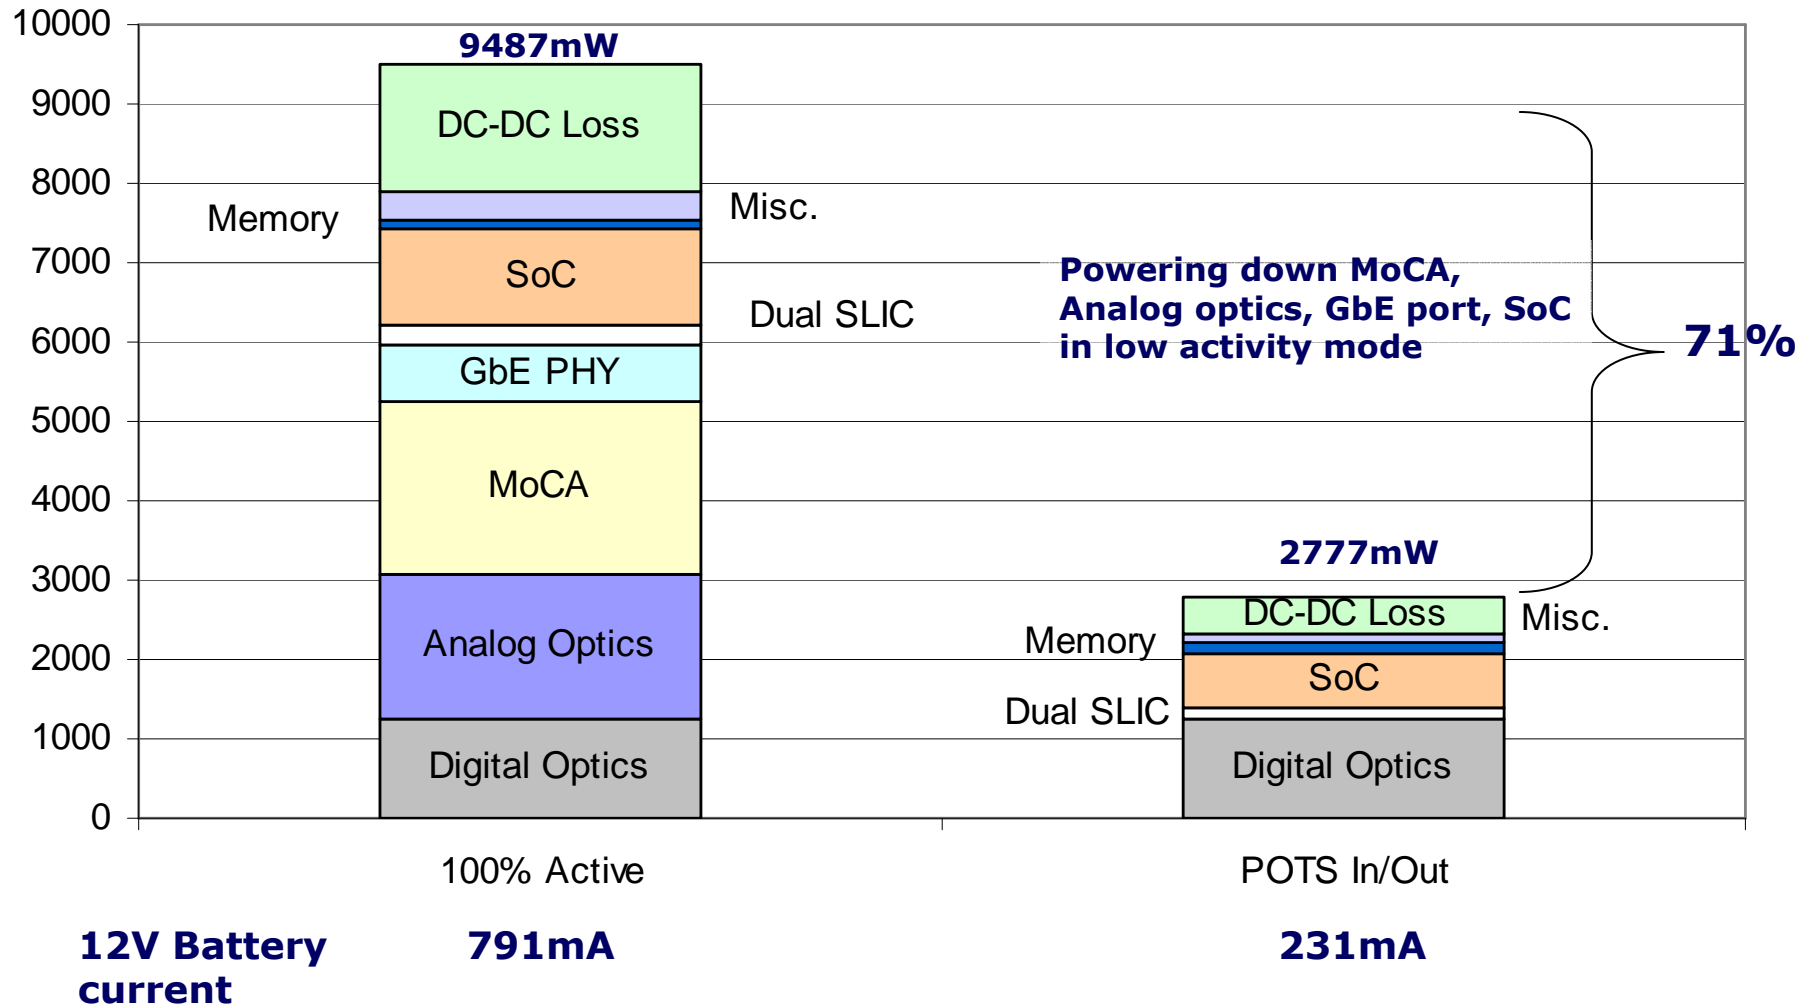 10000
9487mW
9000
DC-DC Loss
8000
Memory
Misc.
7000
SoC
Powering down MoCA,
Analog optics, GbE port, SoC
in low activity mode
Dual SLIC
6000
71%
GbE PHY
5000
MoCA
4000
2777mW
3000
DC-DC Loss
Misc.
Analog Optics
Memory
2000
SoC
Dual SLIC
1000
Digital Optics
Digital Optics
0
100% Active
POTS In/Out
12V Battery
current
791mA
231mA